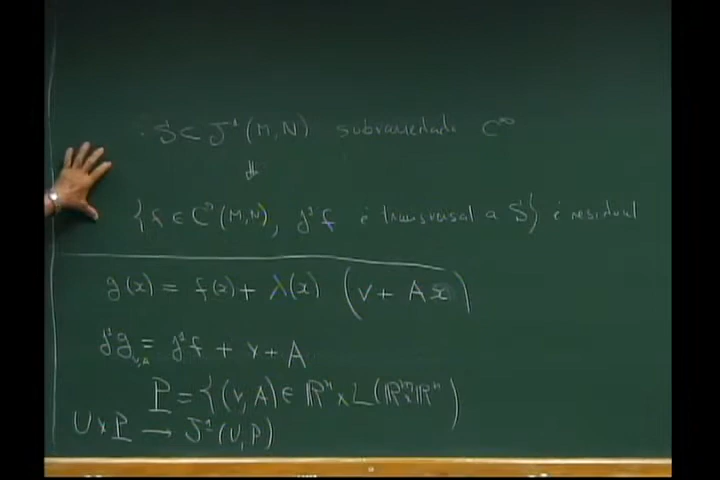 S ⊂ J¹(M,N) subvariedade C^∞
⇓
{f ∈ C^∞(M,N), j¹f é transversal a S} é residual
g(x) = f(x) + λ(x) (v + Ax)
j¹g_{v,A} = j¹f + v + A
P = {(v,A) ∈ ℝⁿ × L(ℝᵐ,ℝⁿ)}
U × P → J¹(U,P)